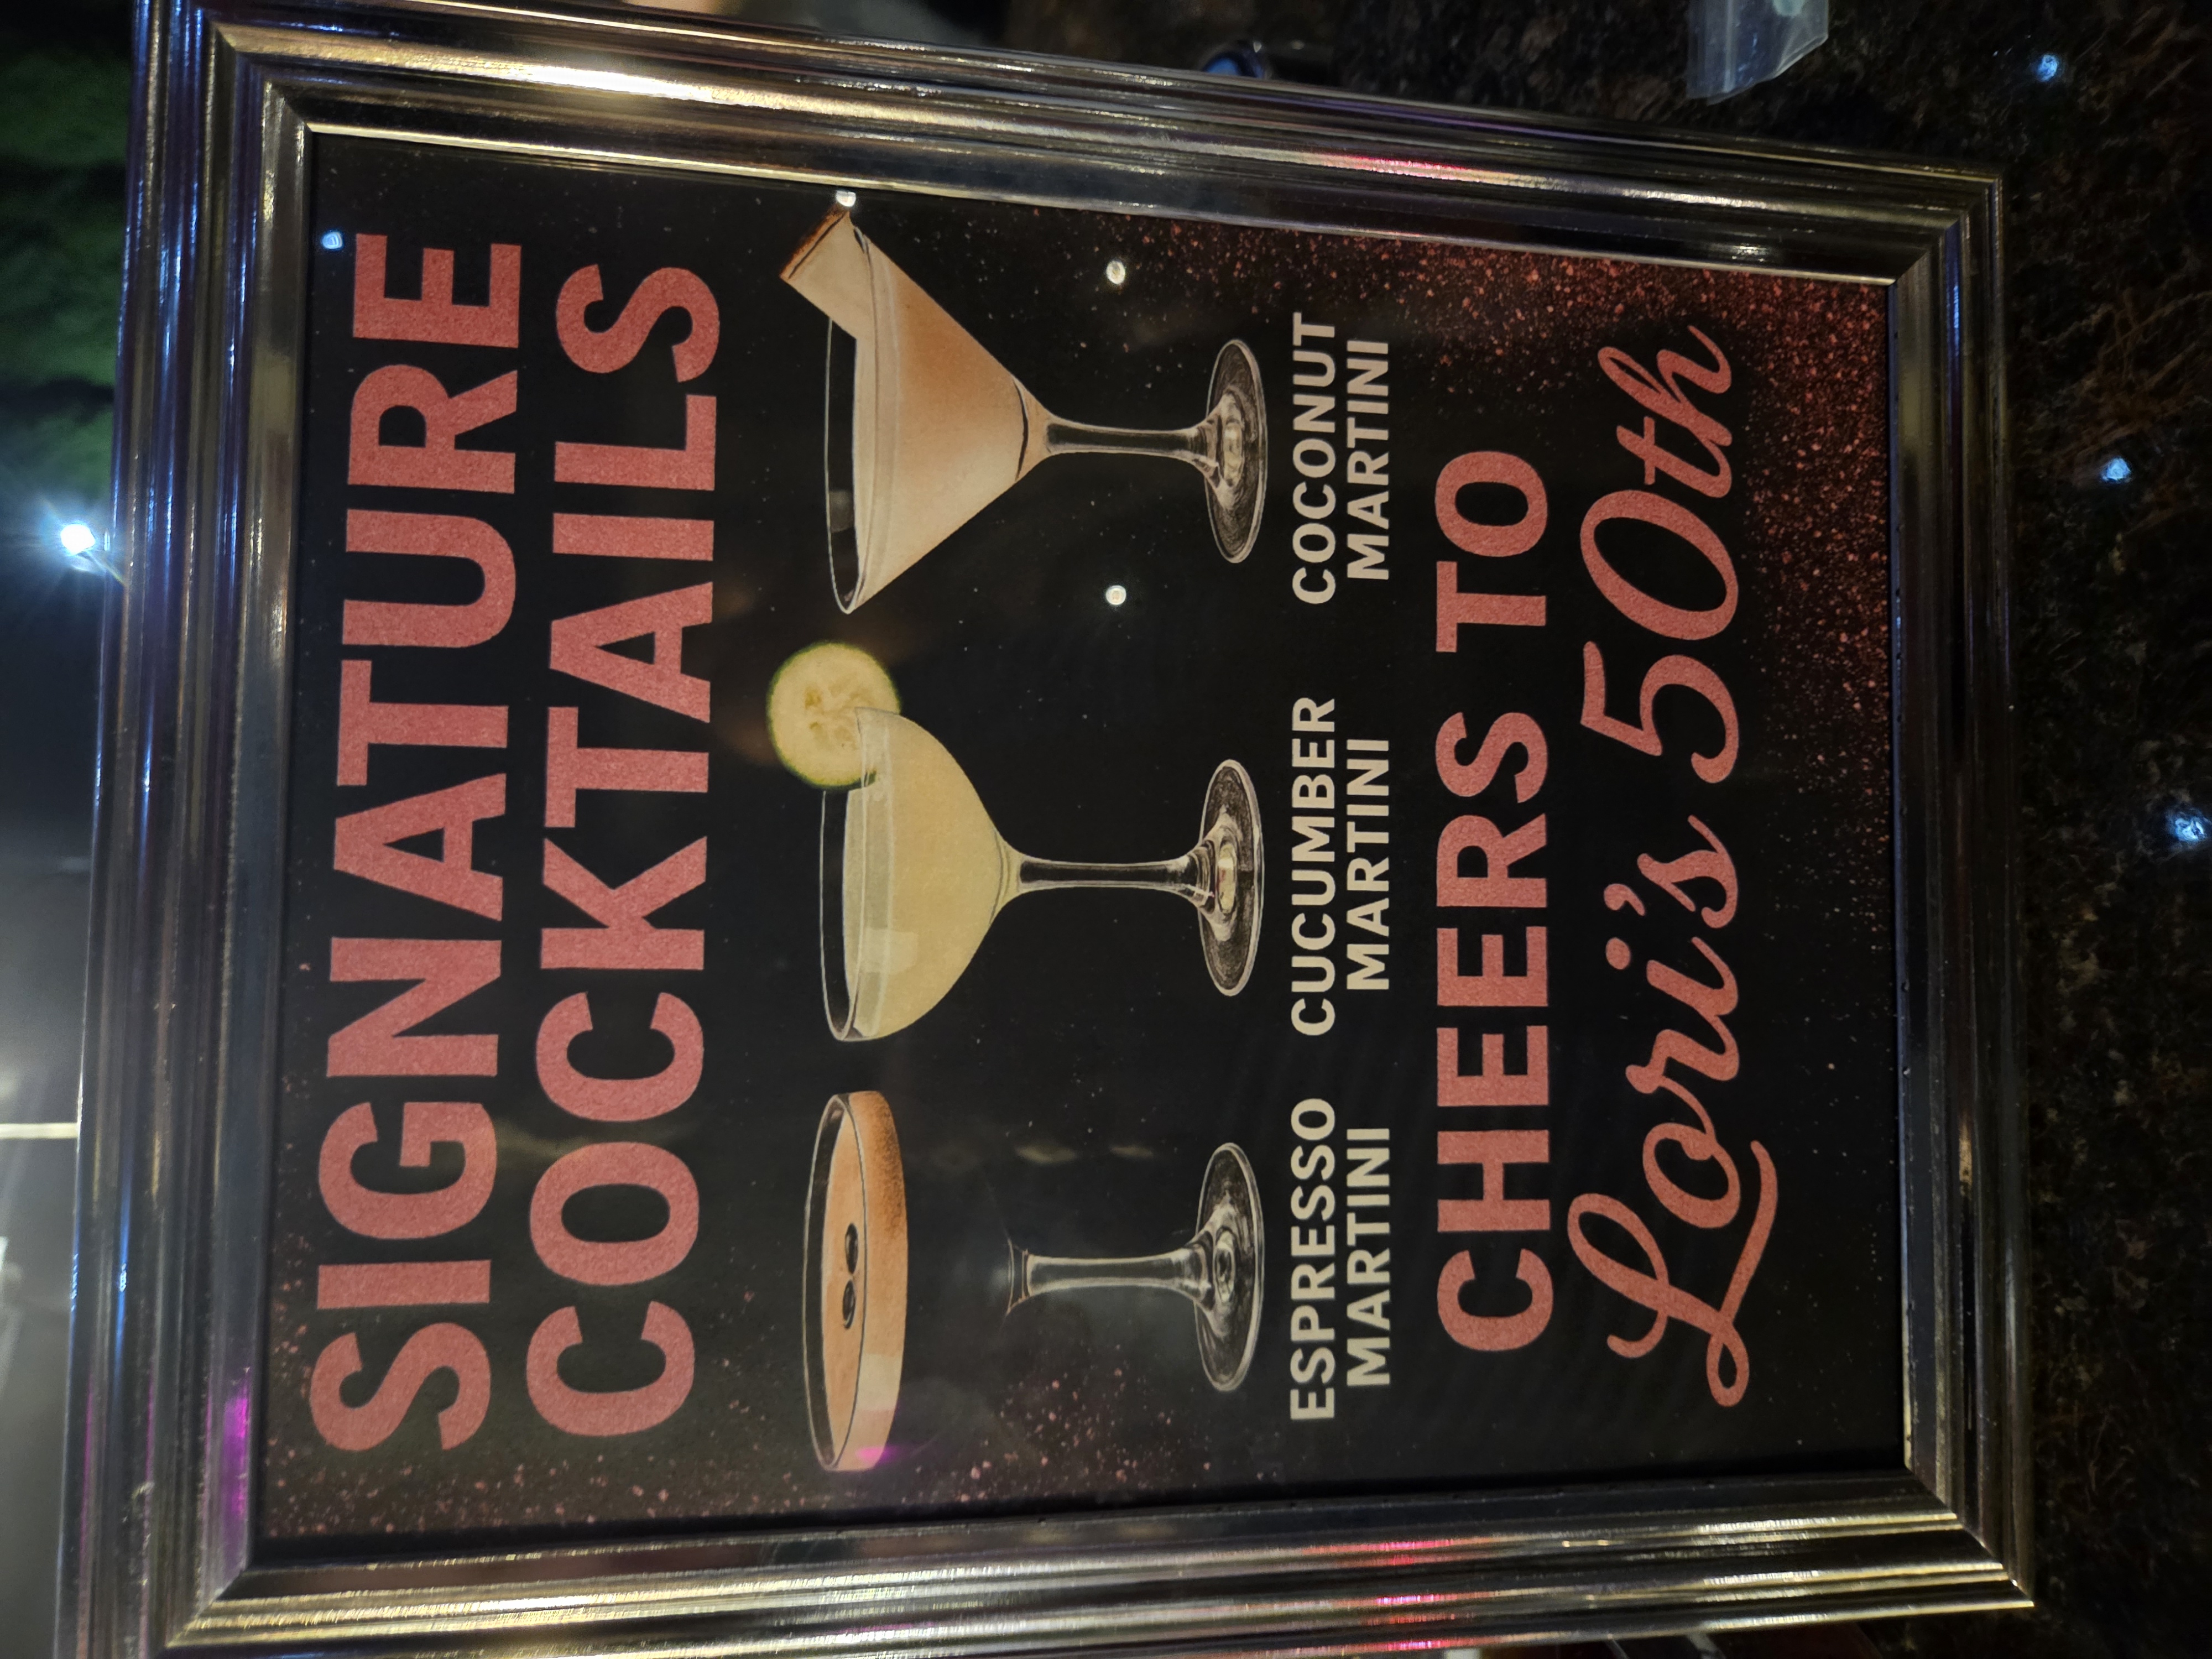 SIGNATURE
COCKTAILS
ESPRESSO
MARTINI
CUCUMBER
MARTINI
COCONUT
MARTINI
CHEERS TO
Lori's 50th